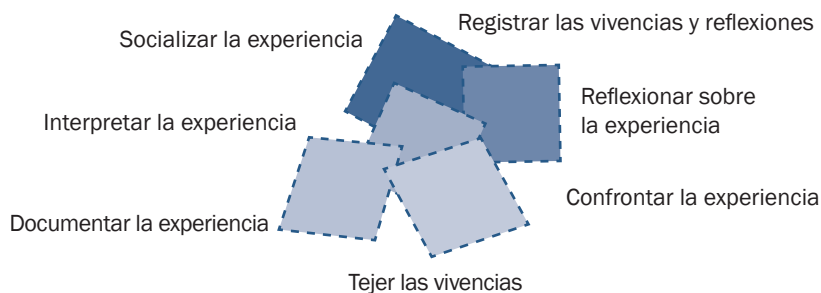 Registrar las vivencias y reflexiones
Socializar la experiencia
Reflexionar sobre
la experiencia
Interpretar la experiencia
Confrontar la experiencia
Documentar la experiencia
Tejer las vivencias